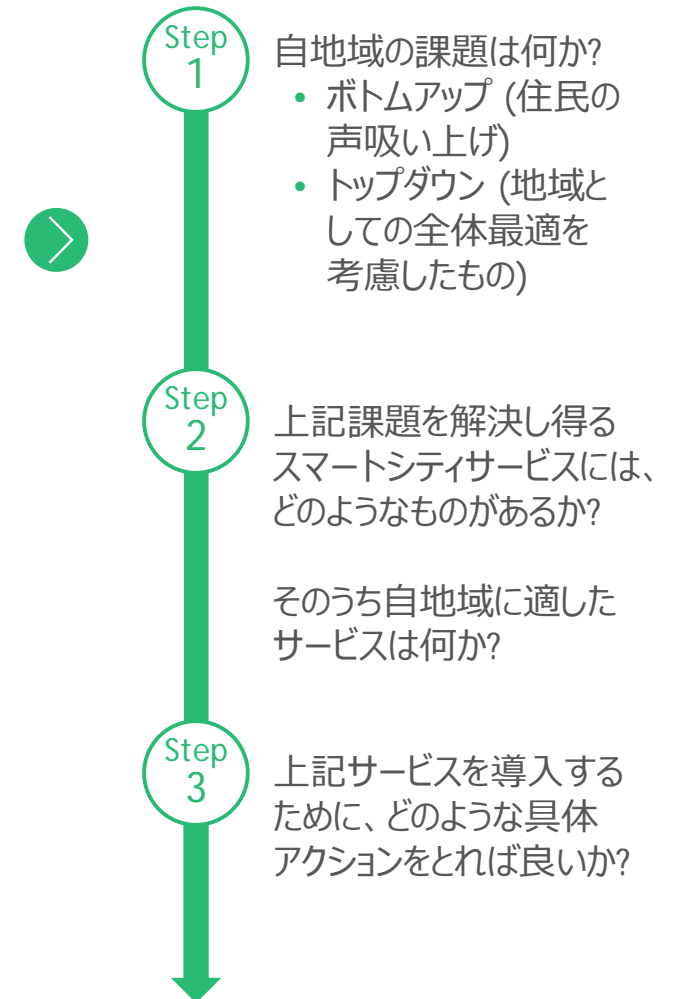 Step
1
自地域の課題は何か?
• ボトムアップ (住民の
声吸い上げ)
• トップダウン (地域と
しての全体最適を
考慮したもの)
Step
2
上記課題を解決し得る
スマートシティサービスには、
どのようなものがあるか?
そのうち自地域に適した
サービスは何か?
Step
3
上記サービスを導入する
ために、どのような具体
アクションをとれば良いか?